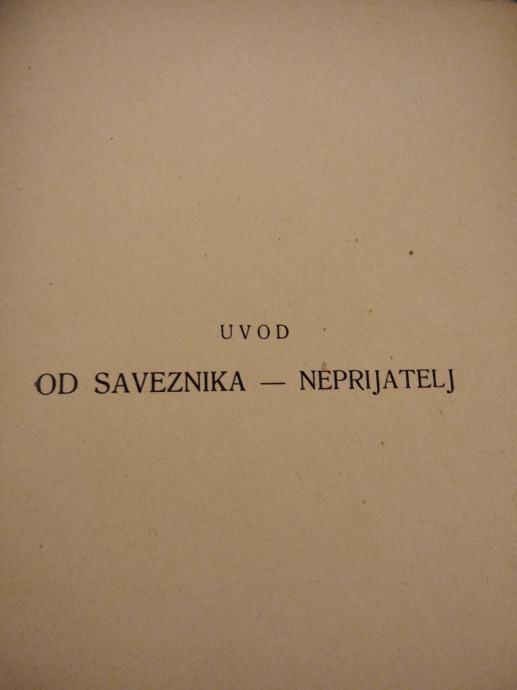 UVOD
OD SAVEZNIKA — NEPRIJATELJ